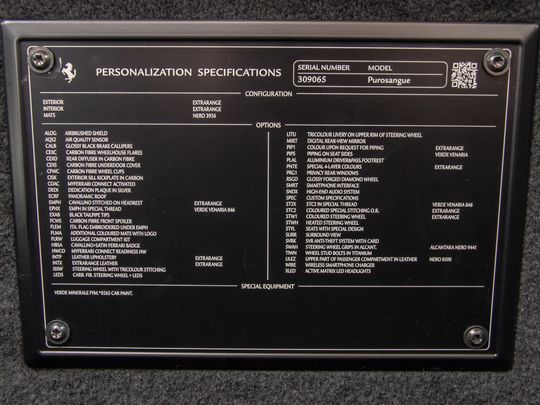 PERSONALIZATION SPECIFICATIONS
SERIAL NUMBER MODEL
309065 Purosangue
CONFIGURATION
EXTERIOR EXTRARANGE
INTERIOR EXTRARANGE
MATS NERO 3936
OPTIONS
ALOG AIRBRUSHED SHIELD
AQS2 AIR QUALITY SENSOR
CALB GLOSSY BLACK BRAKE CALLIPERS
CEXC CARBON FIBRE WHEELHOUSE FLARES
CEXD REAR DIFFUSER IN CARBON FIBRE
CEXS CARBON FIBRE UNDERDOOR COVER
CFWC CARBON FIBRE WHEEL CUPS
CISK EXTERIOR SILL KICKPLATE IN CARBON
COAC MYFERRARI CONNECT ACTIVATED
DEDX DEDICATION PLAQUE IN SILVER
ECRF PANORAMIC ROOF
EMPH CAVALLINO STITCHED ON HEADREST EXTRARANGE
EPHX EMPH IN SPECIAL THREAD VERDE VENARIA 846
EXAB BLACK TAILPIPE TIPS
FCWS CARBON FIBRE FRONT SPOILER
FLEM ITA. FLAG EMBROIDERED UNDER EMPH
FLMA ADDITIONAL COLOURED MATS WITH LOGO
FLRW LUGGAGE COMPARTMENT KIT
HBSA CAVALLINO-SATIN FERRARI BADGE
HWCO MYFERRARI CONNECT READINESS HW
INTP LEATHER UPHOLSTERY EXTRARANGE
INTX EXTRARANGE LEATHER EXTRARANGE
ISSW STEERING WHEEL WITH TRICOLOUR STITCHING
LEDS CARB. FIB. STEERING WHEEL + LEDS
LITU TRICOLOUR LIVERY ON UPPER RIM OF STEERING WHEEL
MIRT DIGITAL REAR-VIEW MIRROR
PIP1 COLOUR UPON REQUEST FOR PIPING EXTRARANGE
PIPS PIPING ON SEAT SIDES VERDE VENARIA
PLAL ALUMINIUM DRIVER&PASS.FOOTREST
PNTE SPECIAL 4-LAYER COLOURS EXTRARANGE
PRG1 PRIVACY REAR WINDOWS
RSGD GLOSSY FORGED DIAMOND WHEEL
SMRT SMARTPHONE INTERFACE
SNDX HIGH-END AUDIO SYSTEM
SPEC CUSTOM SPECIFICATIONS
ST2X STC2 IN SPECIAL THREAD VERDE VENARIA 846
STC2 COLOURED SPECIAL STITCHING O.R. EXTRARANGE
STW1 COLOURED STEERING WHEEL EXTRARANGE
STWH HEATED STEERING WHEEL
STYL SEATS WITH SPECIAL DESIGN
SURR SURROUND VIEW
SVRK SVR ANTI-THEFT SYSTEM WITH CARD
SWAH STEERING WHEEL GRIPS IN ALCANT. ALCANTARA NERO 9441
TIWN WHEEL STUD BOLTS IN TITANIUM
ULEZ UPPER PART OF PASSENGER COMPARTMENT IN LEATHER NERO 8500
WIRE WIRELESS SMARTPHONE CHARGER
XLED ACTIVE MATRIX LED HEADLIGHTS
SPECIAL EQUIPMENT
VERDE MINERALE FYM.*0265 CAR PAINT.